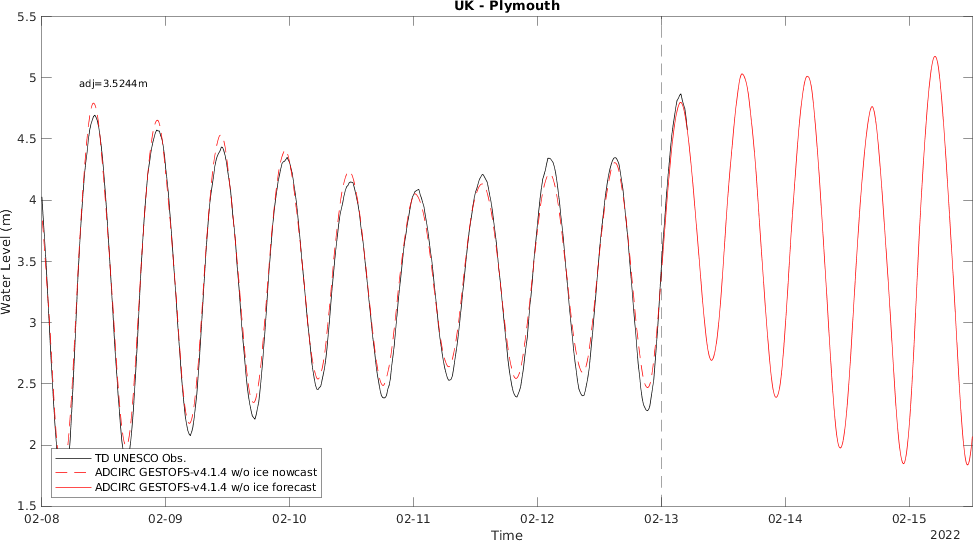 UK - Plymouth
5.5
5
4.5
4
3.5
3
2.5
2
1.5
Water Level (m)
adj=3.5244m
TD UNESCO Obs.
ADCIRC GESTOFS-v4.1.4 w/o ice nowcast
ADCIRC GESTOFS-v4.1.4 w/o ice forecast
02-08 02-09 02-10 02-11 02-12 02-13 02-14 02-15
Time
2022